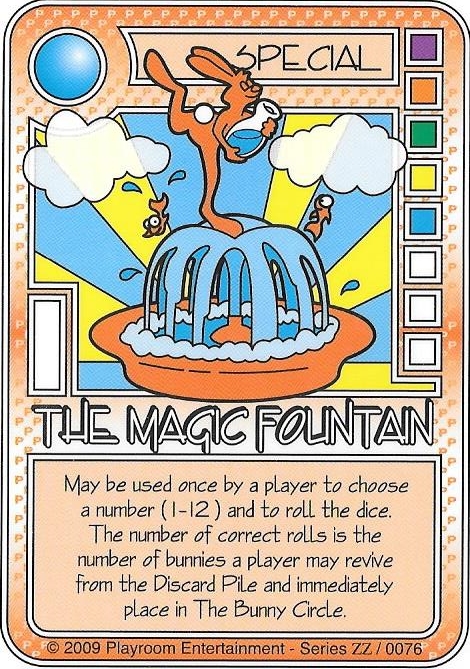 SPECIAL
THE MAGIC FOUNTAIN
May be used once by a player to choose
a number (1-12) and to roll the dice.
The number of correct rolls is the
number of bunnies a player may revive
from the Discard Pile and immediately
place in The Bunny Circle.
© 2009 Playroom Entertainment - Series ZZ / 0076